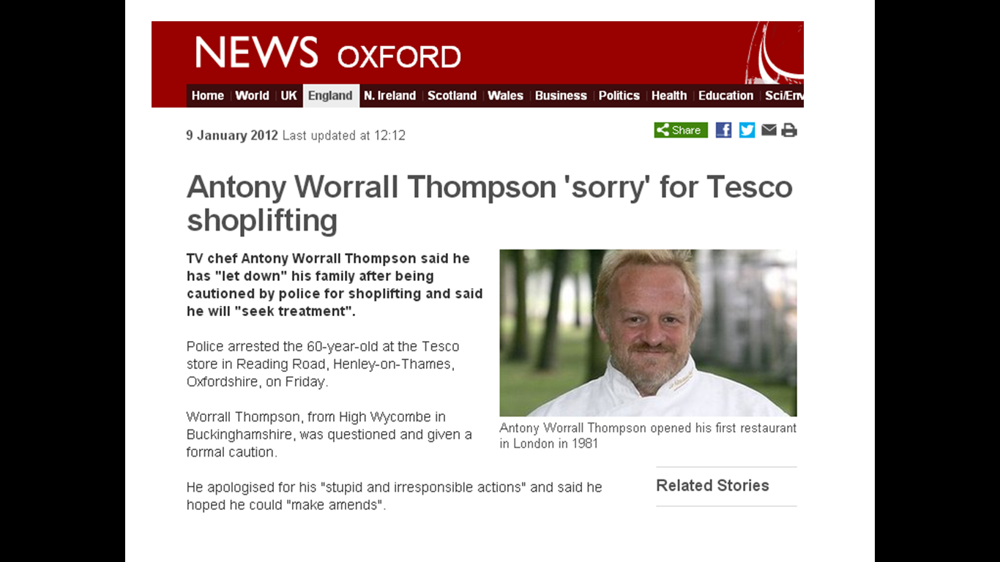 NEWS OXFORD
Home World UK England N. Ireland Scotland Wales Business Politics Health Education Sci/Env
9 January 2012 Last updated at 12:12
Share
Antony Worrall Thompson 'sorry' for Tesco
shoplifting
TV chef Antony Worrall Thompson said he
has "let down" his family after being
cautioned by police for shoplifting and said
he will "seek treatment".
Police arrested the 60-year-old at the Tesco
store in Reading Road, Henley-on-Thames,
Oxfordshire, on Friday.
Worrall Thompson, from High Wycombe in
Buckinghamshire, was questioned and given a
formal caution.
He apologised for his "stupid and irresponsible actions" and said he
hoped he could "make amends".
Antony Worrall Thompson opened his first restaurant
in London in 1981
Related Stories